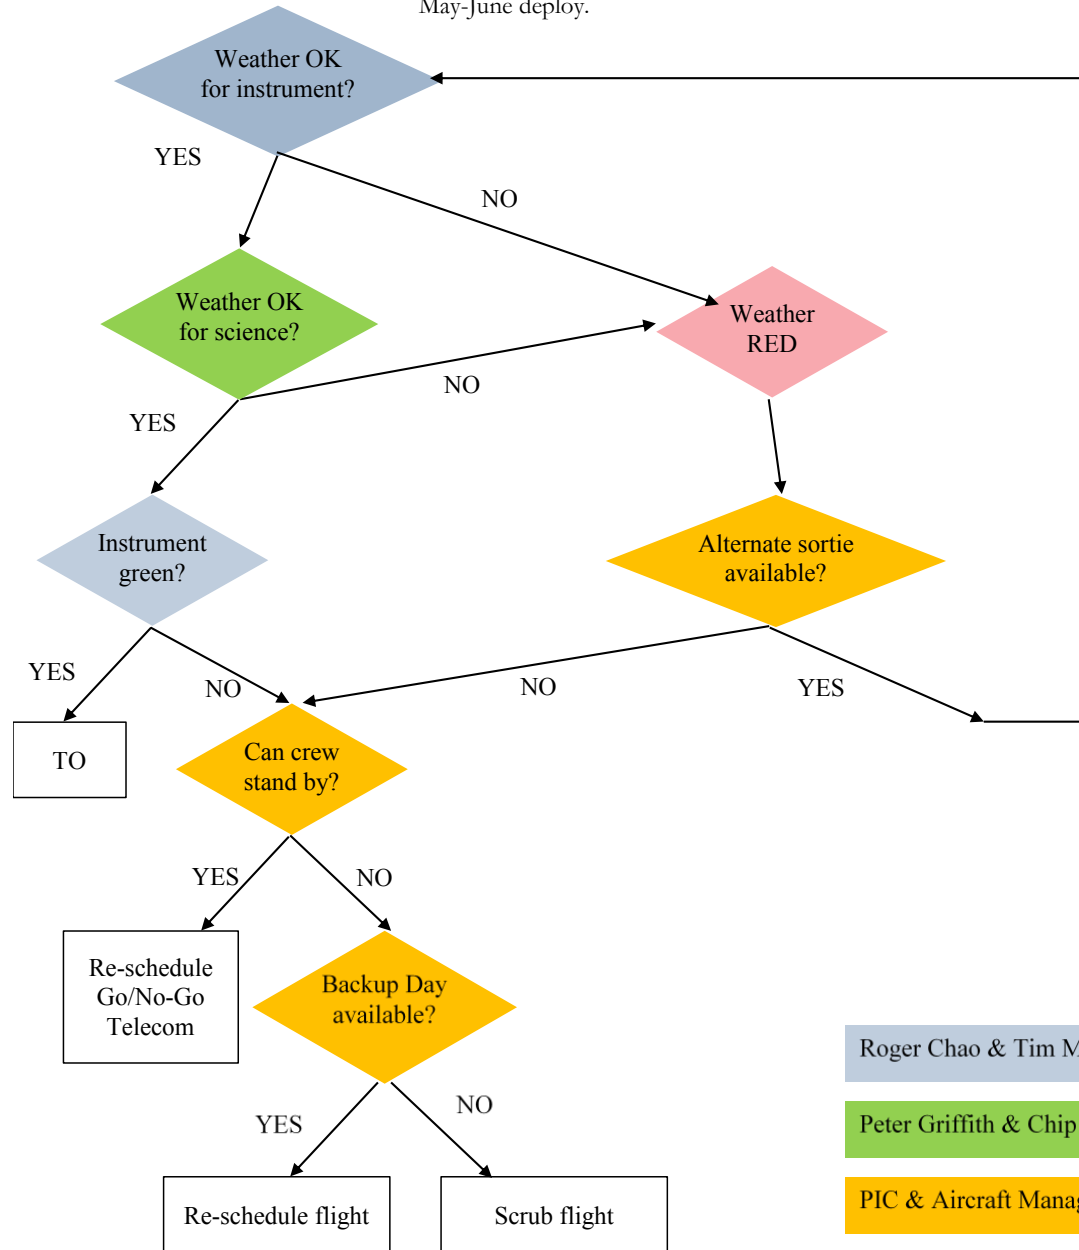 May-June deploy.
Weather OK
for instrument?
YES
NO
Weather OK
for science?
Weather
RED
NO
YES
Instrument
green?
Alternate sortie
available?
YES
NO
NO
YES
TO
Can crew
stand by?
YES
NO
Re-schedule
Go/No-Go
Telecom
Backup Day
available?
Roger Chao & Tim M
YES
NO
Peter Griffith & Chip
Re-schedule flight
Scrub flight
PIC & Aircraft Manag